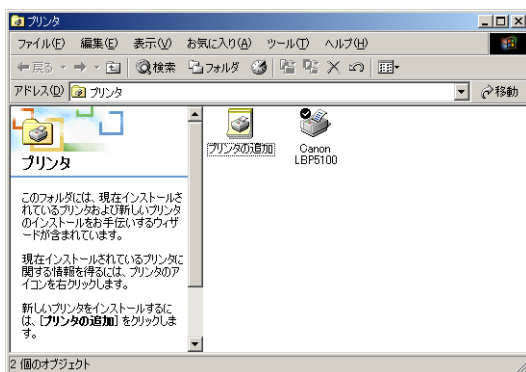 プリンタ
ファイル(F) 編集(E) 表示(V) お気に入り(A) ツール(T) ヘルプ(H)
戻る 検索 フォルダ
アドレス(D) プリンタ 移動
プリンタ
このフォルダには、現在インストールさ
れているプリンタおよび新しいプリンタ
のインストールをお手伝いするウィザ
ードが含まれています。
現在インストールされているプリンタに
関する情報を得るには、プリンタのア
イコンを右クリックします。
新しいプリンタをインストールするに
は、[プリンタの追加] をクリックしま
す。
プリンタの追加
Canon
LBP5100
2 個のオブジェクト